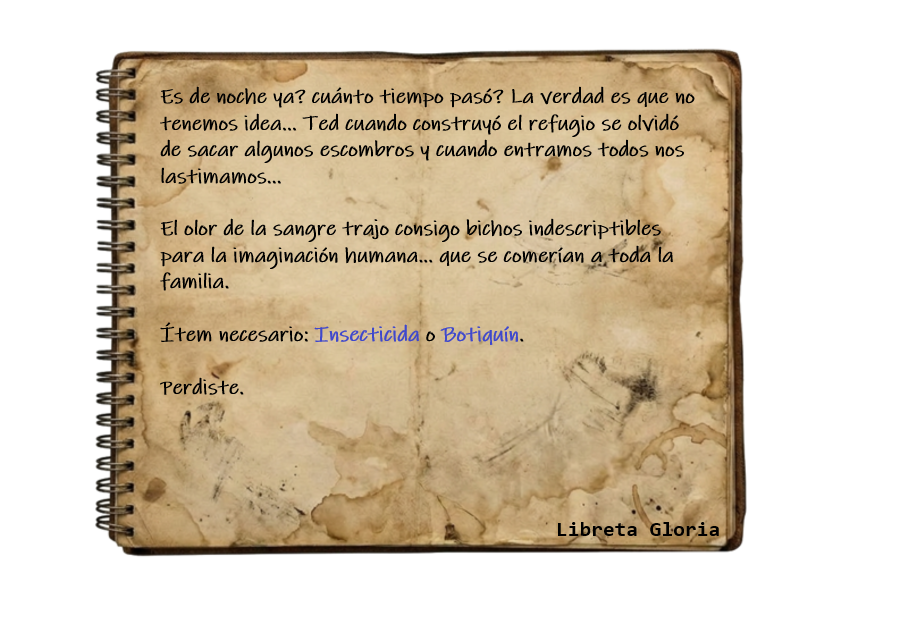 Es de noche ya? cuánto tiempo pasó? La verdad es que no
tenemos idea... Ted cuando construyó el refugio se olvidó
de sacar algunos escombros y cuando entramos todos nos
lastimamos...
El olor de la sangre trajo consigo bichos indescriptibles
para la imaginación humana... que se comerían a toda la
familia.
Ítem necesario: Insecticida o Botiquín.
Perdiste.
Libreta Gloria